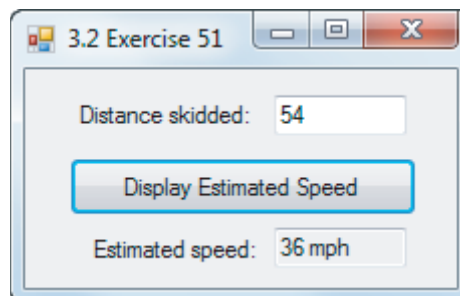 3.2 Exercise 51
Distance skidded: 54
Display Estimated Speed
Estimated speed: 36 mph